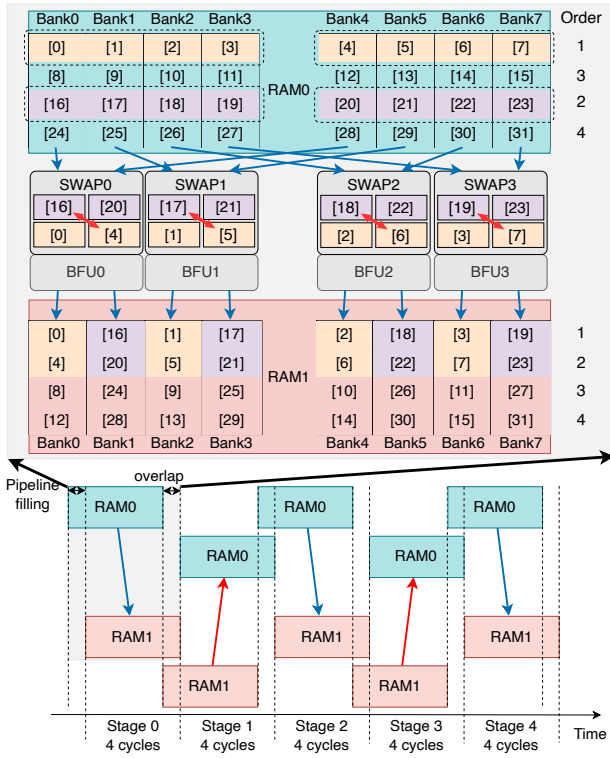 Bank0 Bank1 Bank2 Bank3 Bank4 Bank5 Bank6 Bank7 Order
[0] [1] [2] [3] [4] [5] [6] [7] 1
[8] [9] [10] [11] [12] [13] [14] [15] 3
RAM0
[16] [17] [18] [19] [20] [21] [22] [23] 2
[24] [25] [26] [27] [28] [29] [30] [31] 4
SWAP0 SWAP1 SWAP2 SWAP3
[16] [20] [17] [21] [18] [22] [19] [23]
[0] [4] [1] [5] [2] [6] [3] [7]
BFU0 BFU1 BFU2 BFU3
[0] [16] [1] [17] [2] [18] [3] [19] 1
[4] [20] [5] [21] [6] [22] [7] [23] 2
RAM1
[8] [24] [9] [25] [10] [26] [11] [27] 3
[12] [28] [13] [29] [14] [30] [15] [31] 4
Bank0 Bank1 Bank2 Bank3 Bank4 Bank5 Bank6 Bank7
Pipeline
filling
overlap
RAM0 RAM0 RAM0
RAM0 RAM0
RAM1 RAM1 RAM1
RAM1 RAM1
Stage 0 Stage 1 Stage 2 Stage 3 Stage 4 Time
4 cycles 4 cycles 4 cycles 4 cycles 4 cycles